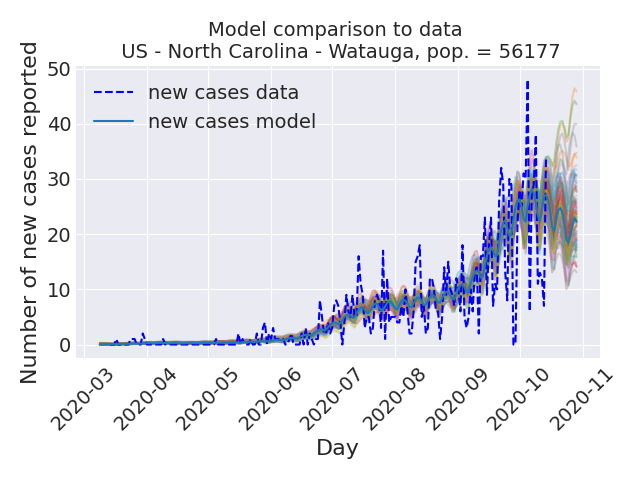 Model comparison to data
US - North Carolina - Watauga, pop. = 56177
Number of new cases reported
50
40
30
20
10
0
new cases data
new cases model
2020-03
2020-04
2020-05
2020-06
2020-07
2020-08
2020-09
2020-10
2020-11
Day